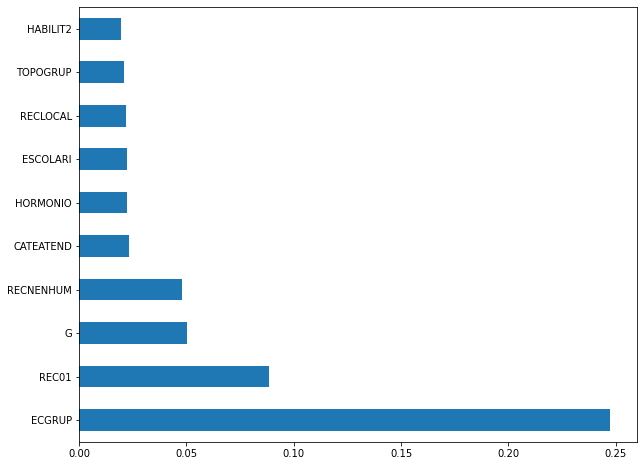 HABILIT2
TOPOGRUP
RECLOCAL
ESCOLARI
HORMONIO
CATEATEND
RECNENHUM
G
REC01
ECGRUP
0.00 0.05 0.10 0.15 0.20 0.25